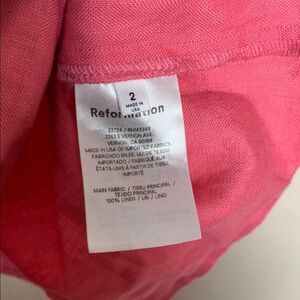 2
MADE IN
USA
Reformation
2263 E VERNON AVE
VERNON, CA 90058
MADE IN USA OF IMPORTED FABRICS
FABRICADO EN EE. UU. DE TEJIDO
IMPORTADO / FABRIQUÉ AUX
ÉTATS-UNIS À PARTIR DE TISSU
IMPORTÉ
MAIN FABRIC / TISSU PRINCIPAL /
TEJIDO PRINCIPAL
100% LINEN / LIN / LINO